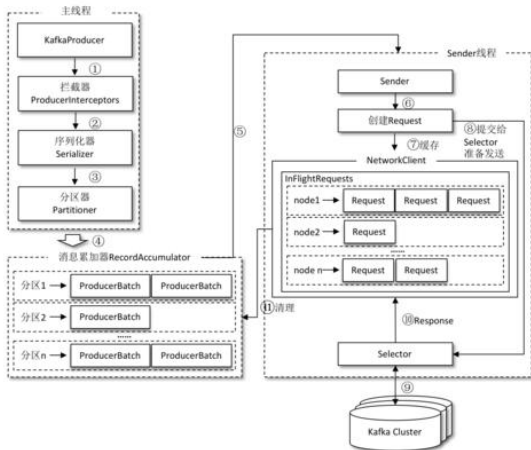 主线程
KafkaProducer
①
拦截器
ProducerInterceptors
②
序列化器
Serializer
③
分区器
Partitioner
④
消息累加器RecordAccumulator
分区1
ProducerBatch
ProducerBatch
分区2
ProducerBatch
......
分区n
ProducerBatch
ProducerBatch
⑤
Sender线程
Sender
⑥
创建Request
⑦缓存
⑧提交给
Selector
准备发送
NetworkClient
InFlightRequests
node1
Request
Request
Request
node2
Request
......
node n
Request
Request
⑪清理
⑩Response
Selector
⑨
Kafka Cluster